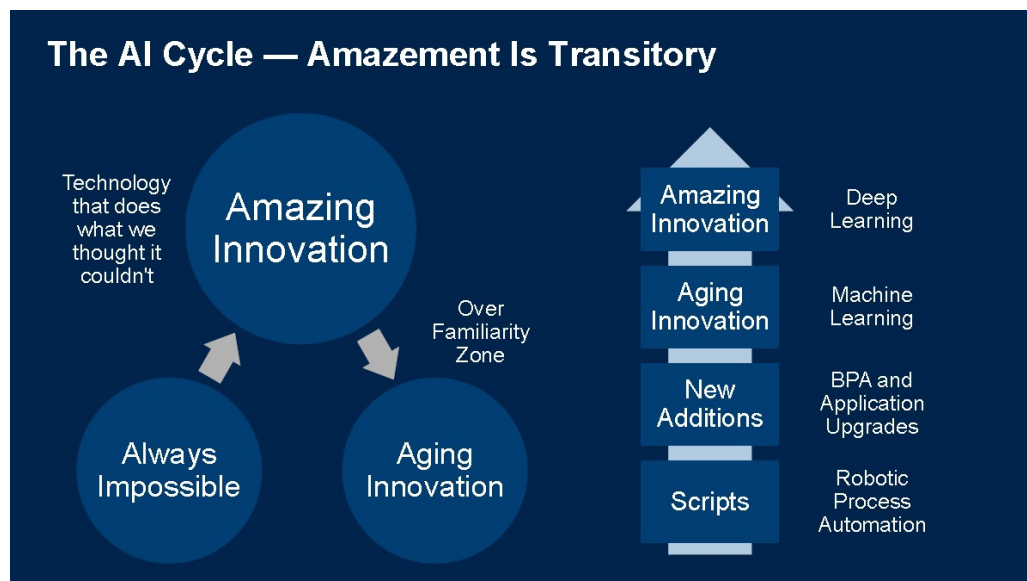 The AI Cycle — Amazement Is Transitory
Technology
that does
what we
thought it
couldn't
Amazing
Innovation
Over
Familiarity
Zone
Always
Impossible
Aging
Innovation
Amazing
Innovation
Deep
Learning
Aging
Innovation
Machine
Learning
New
Additions
BPA and
Application
Upgrades
Scripts
Robotic
Process
Automation